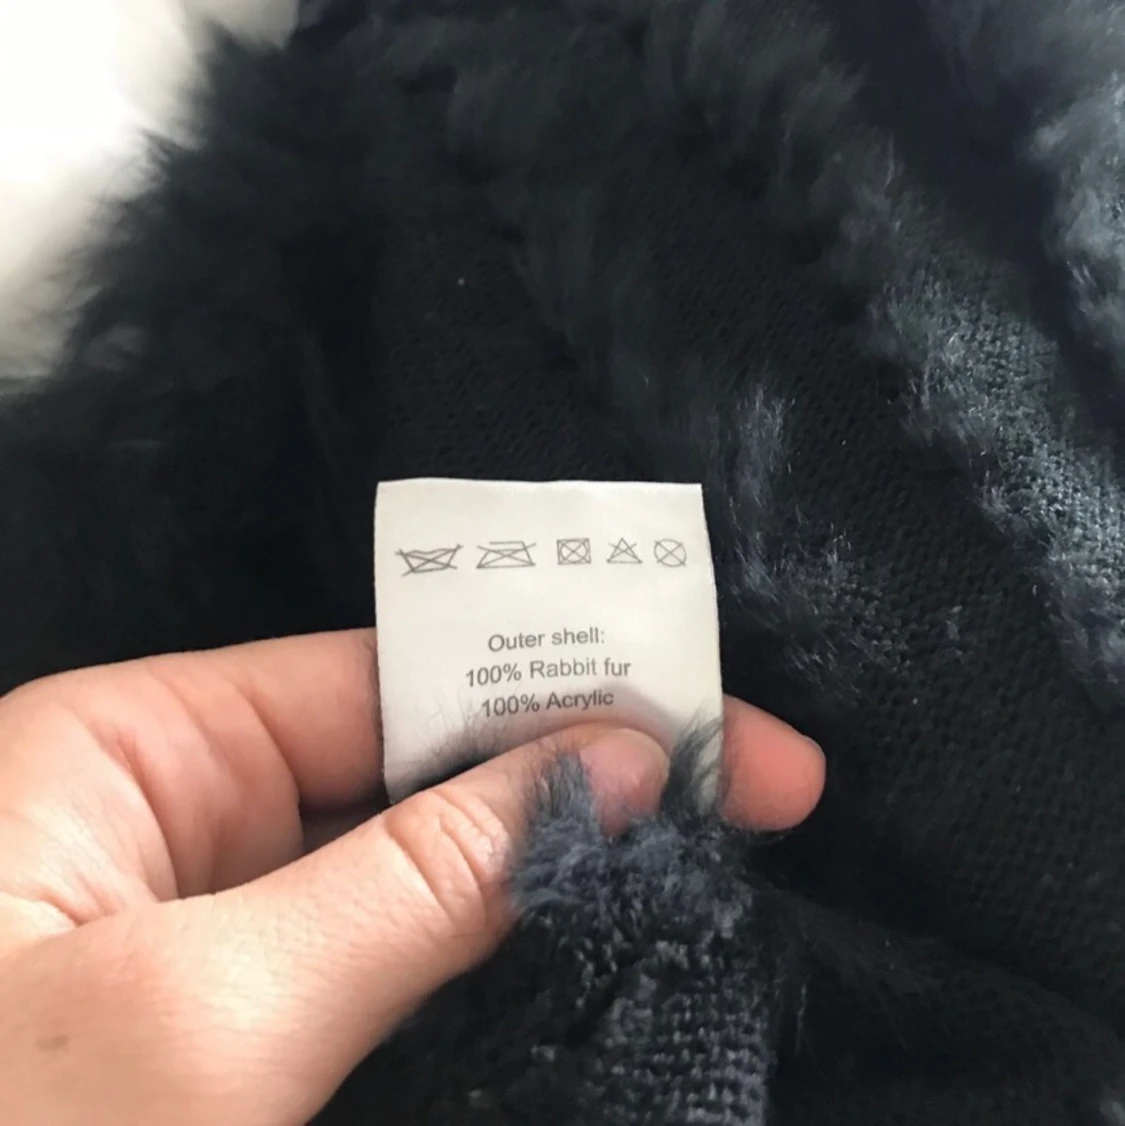 Outer shell:
100% Rabbit fur
100% Acrylic